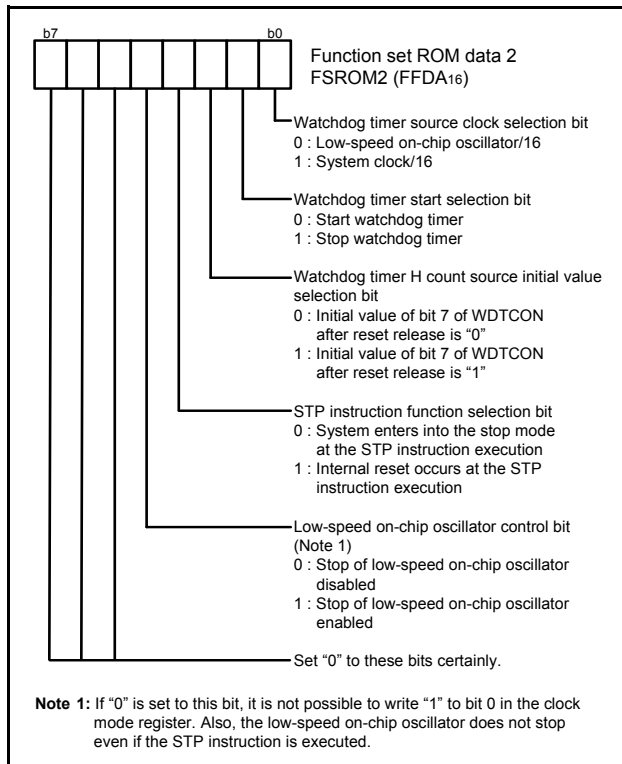 b7 b0
Function set ROM data 2
FSROM2 (FFDA16)
Watchdog timer source clock selection bit
0 : Low-speed on-chip oscillator/16
1 : System clock/16
Watchdog timer start selection bit
0 : Start watchdog timer
1 : Stop watchdog timer
Watchdog timer H count source initial value
selection bit
0 : Initial value of bit 7 of WDTCON
after reset release is “0”
1 : Initial value of bit 7 of WDTCON
after reset release is “1”
STP instruction function selection bit
0 : System enters into the stop mode
at the STP instruction execution
1 : Internal reset occurs at the STP
instruction execution
Low-speed on-chip oscillator control bit
(Note 1)
0 : Stop of low-speed on-chip oscillator
disabled
1 : Stop of low-speed on-chip oscillator
enabled
Set “0” to these bits certainly.
Note 1: If “0” is set to this bit, it is not possible to write “1” to bit 0 in the clock
mode register. Also, the low-speed on-chip oscillator does not stop
even if the STP instruction is executed.